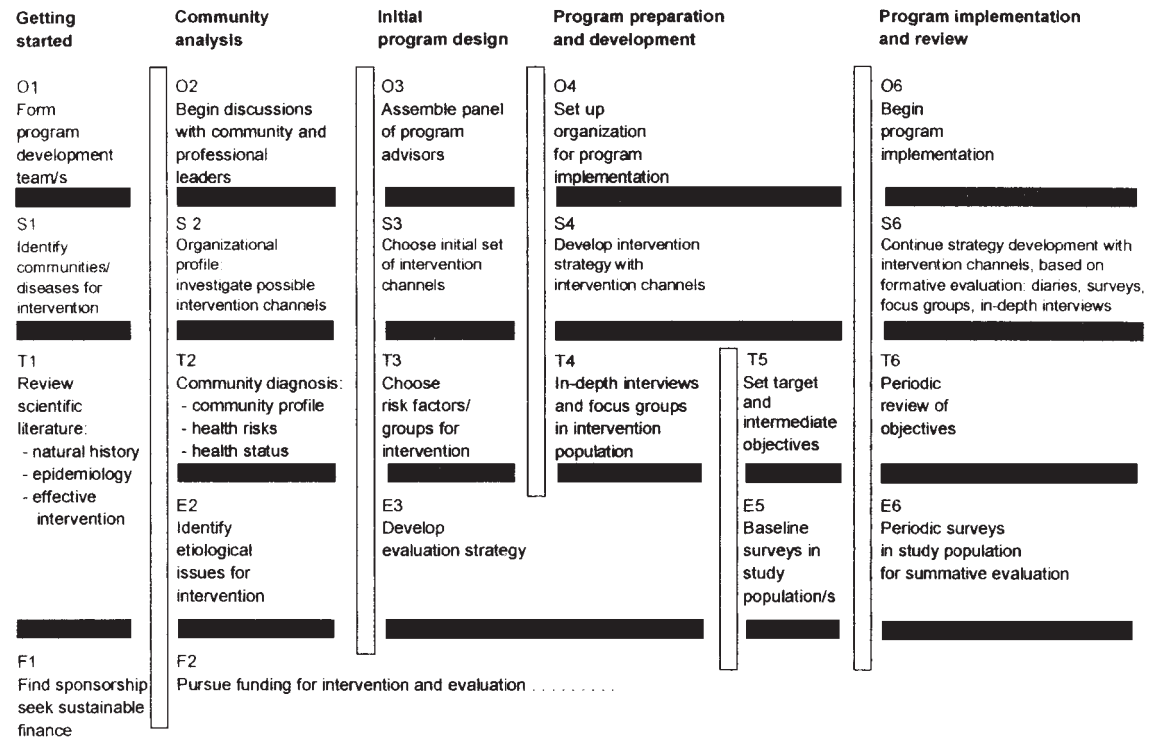 Getting
started
Community
analysis
Initial
program design
Program preparation
and development
Program implementation
and review
O1
Form
program
development
team/s
O2
Begin discussions
with community and
professional
leaders
O3
Assemble panel
of program
advisors
O4
Set up
organization
for program
implementation
O6
Begin
program
implementation
S1
Identify
communities/
diseases for
intervention
S 2
Organizational
profile:
investigate possible
intervention channels
S3
Choose initial set
of intervention
channels
S4
Develop intervention
strategy with
intervention channels
S6
Continue strategy development with
intervention channels, based on
formative evaluation: diaries, surveys,
focus groups, in-depth interviews
T1
Review
scientific
literature:
- natural history
- epidemiology
- effective
intervention
T2
Community diagnosis:
- community profile
- health risks
- health status
T3
Choose
risk factors/
groups for
intervention
T4
In-depth interviews
and focus groups
in intervention
population
T5
Set target
and
intermediate
objectives
T6
Periodic
review of
objectives
E2
Identify
etiological
issues for
intervention
E3
Develop
evaluation strategy
E5
Baseline
surveys in
study
population/s
E6
Periodic surveys
in study population
for summative evaluation
F1
Find sponsorship
seek sustainable
finance
F2
Pursue funding for intervention and evaluation . . . . . . . . .